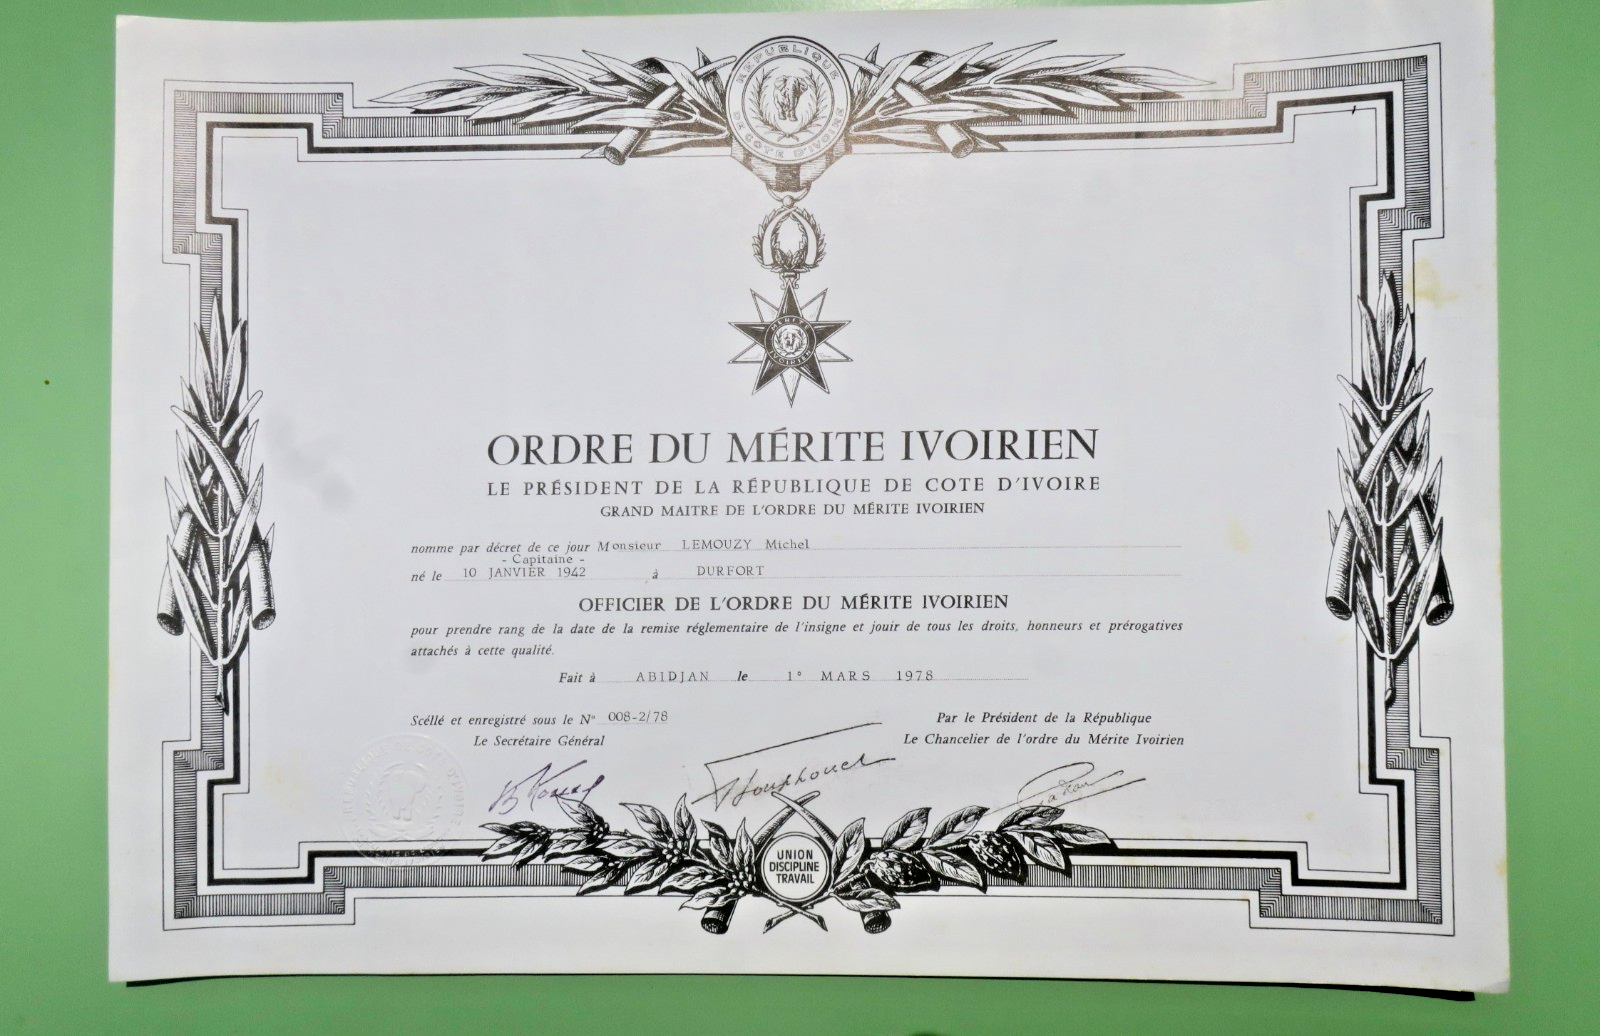 REPUBLIQUE
DE COTE D'IVOIRE
MERITE
IVOIRIEN
ORDRE DU MÉRITE IVOIRIEN
LE PRÉSIDENT DE LA RÉPUBLIQUE DE COTE D'IVOIRE
GRAND MAITRE DE L'ORDRE DU MÉRITE IVOIRIEN
nomme par décret de ce jour Monsieur LEMOUZY Michel
- Capitaine -
né le 10 JANVIER 1942 à DURFORT
OFFICIER DE L'ORDRE DU MÉRITE IVOIRIEN
pour prendre rang de la date de la remise réglementaire de l'insigne et jouir de tous les droits, honneurs et prérogatives
attachés à cette qualité.
Fait à ABIDJAN le 1° MARS 1978
Scéllé et enregistré sous le N° 008-2/78
Par le Président de la République
Le Secrétaire Général
Le Chancelier de l'ordre du Mérite Ivoirien
Houphouet
UNION
DISCIPLINE
TRAVAIL